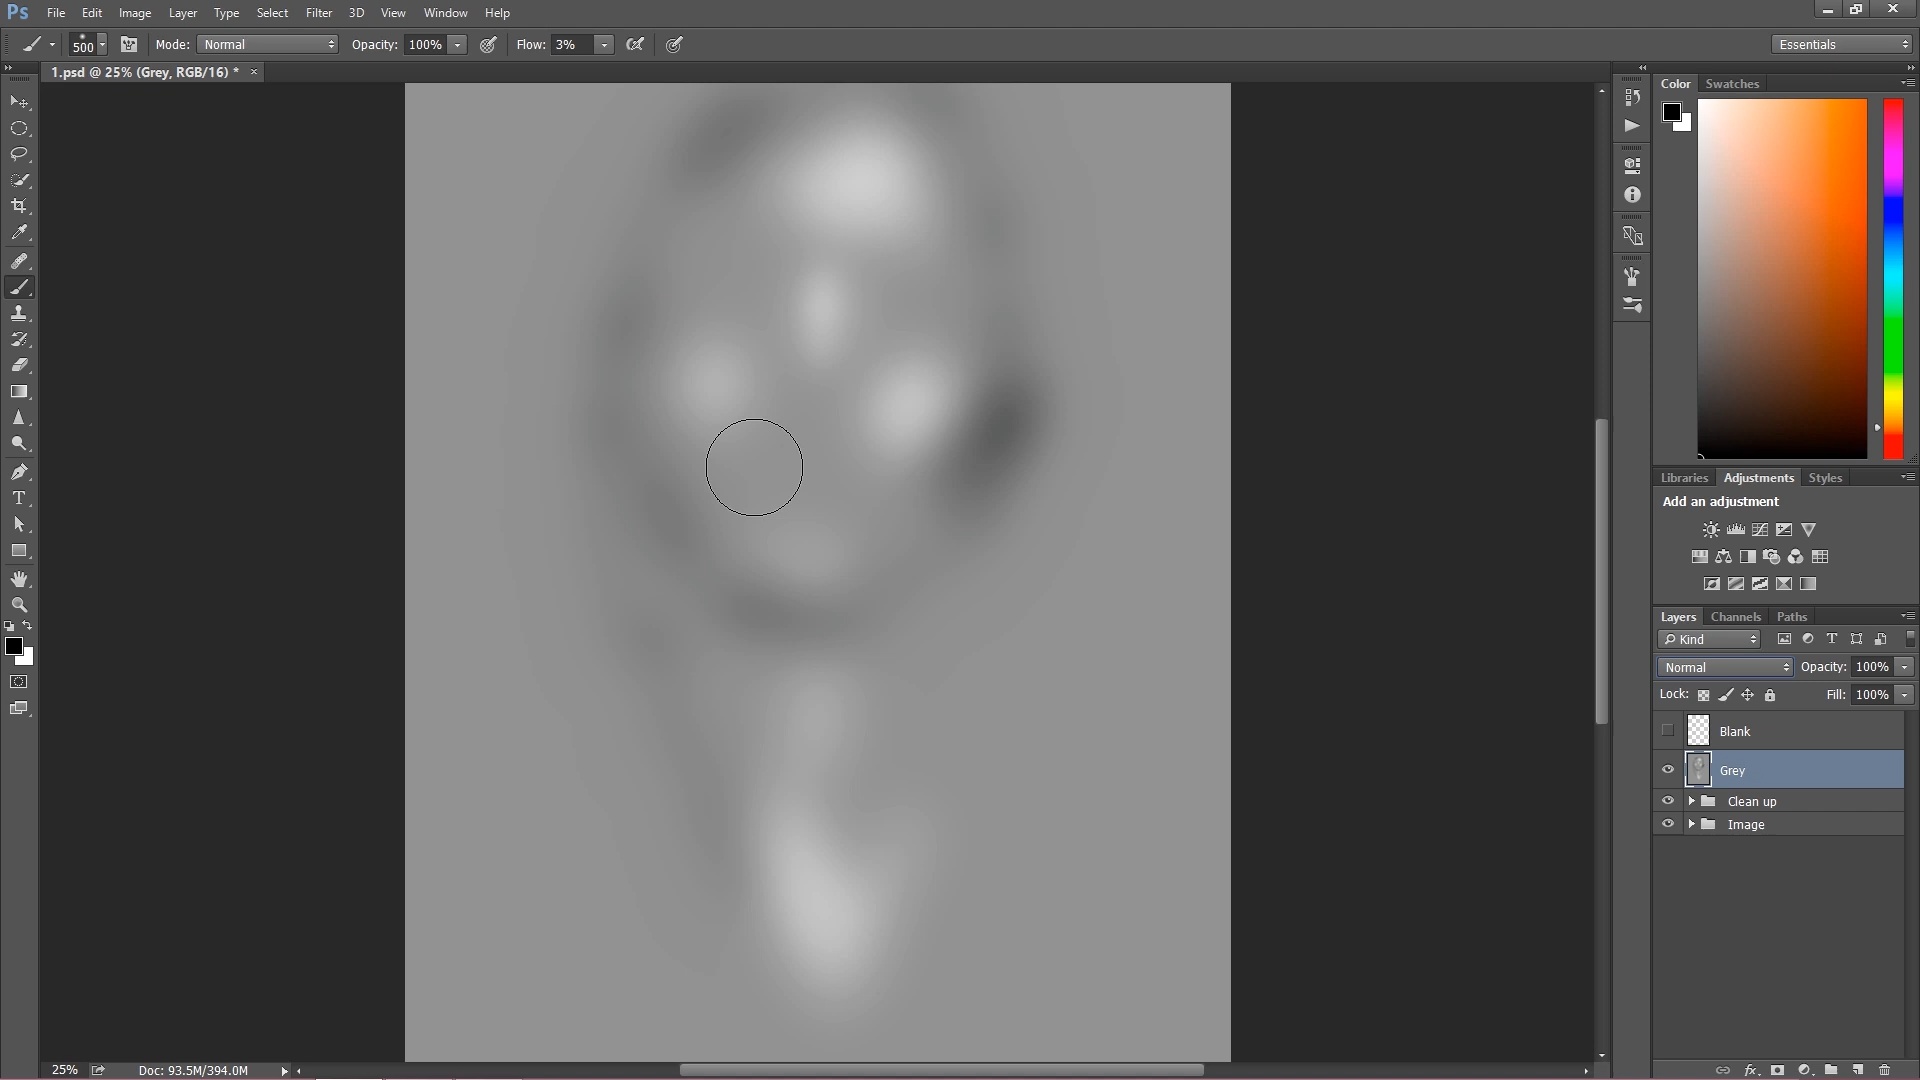 Ps File Edit Image Layer Type Select Filter 3D View Window Help
500 Mode: Normal Opacity: 100% Flow: 3% Essentials
1.psd @ 25% (Grey, RGB/16) * ×
Color Swatches
Libraries Adjustments Styles
Add an adjustment
Layers Channels Paths
Kind T
Normal Opacity: 100%
Lock: Fill: 100%
Blank
Grey
Clean up
Image
T
fx
25% Doc: 93.5M/394.0M